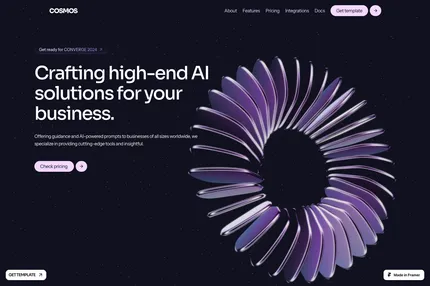 COSMOS
About Features Pricing Integrations Docs Get template
Get ready for CONVERGE 2024
Crafting high-end AI
solutions for your
business.
Offering guidance and AI-powered prompts to businesses of all sizes worldwide, we
specialize in providing cutting-edge tools and insightful.
Check pricing
GET TEMPLATE
Made in Framer